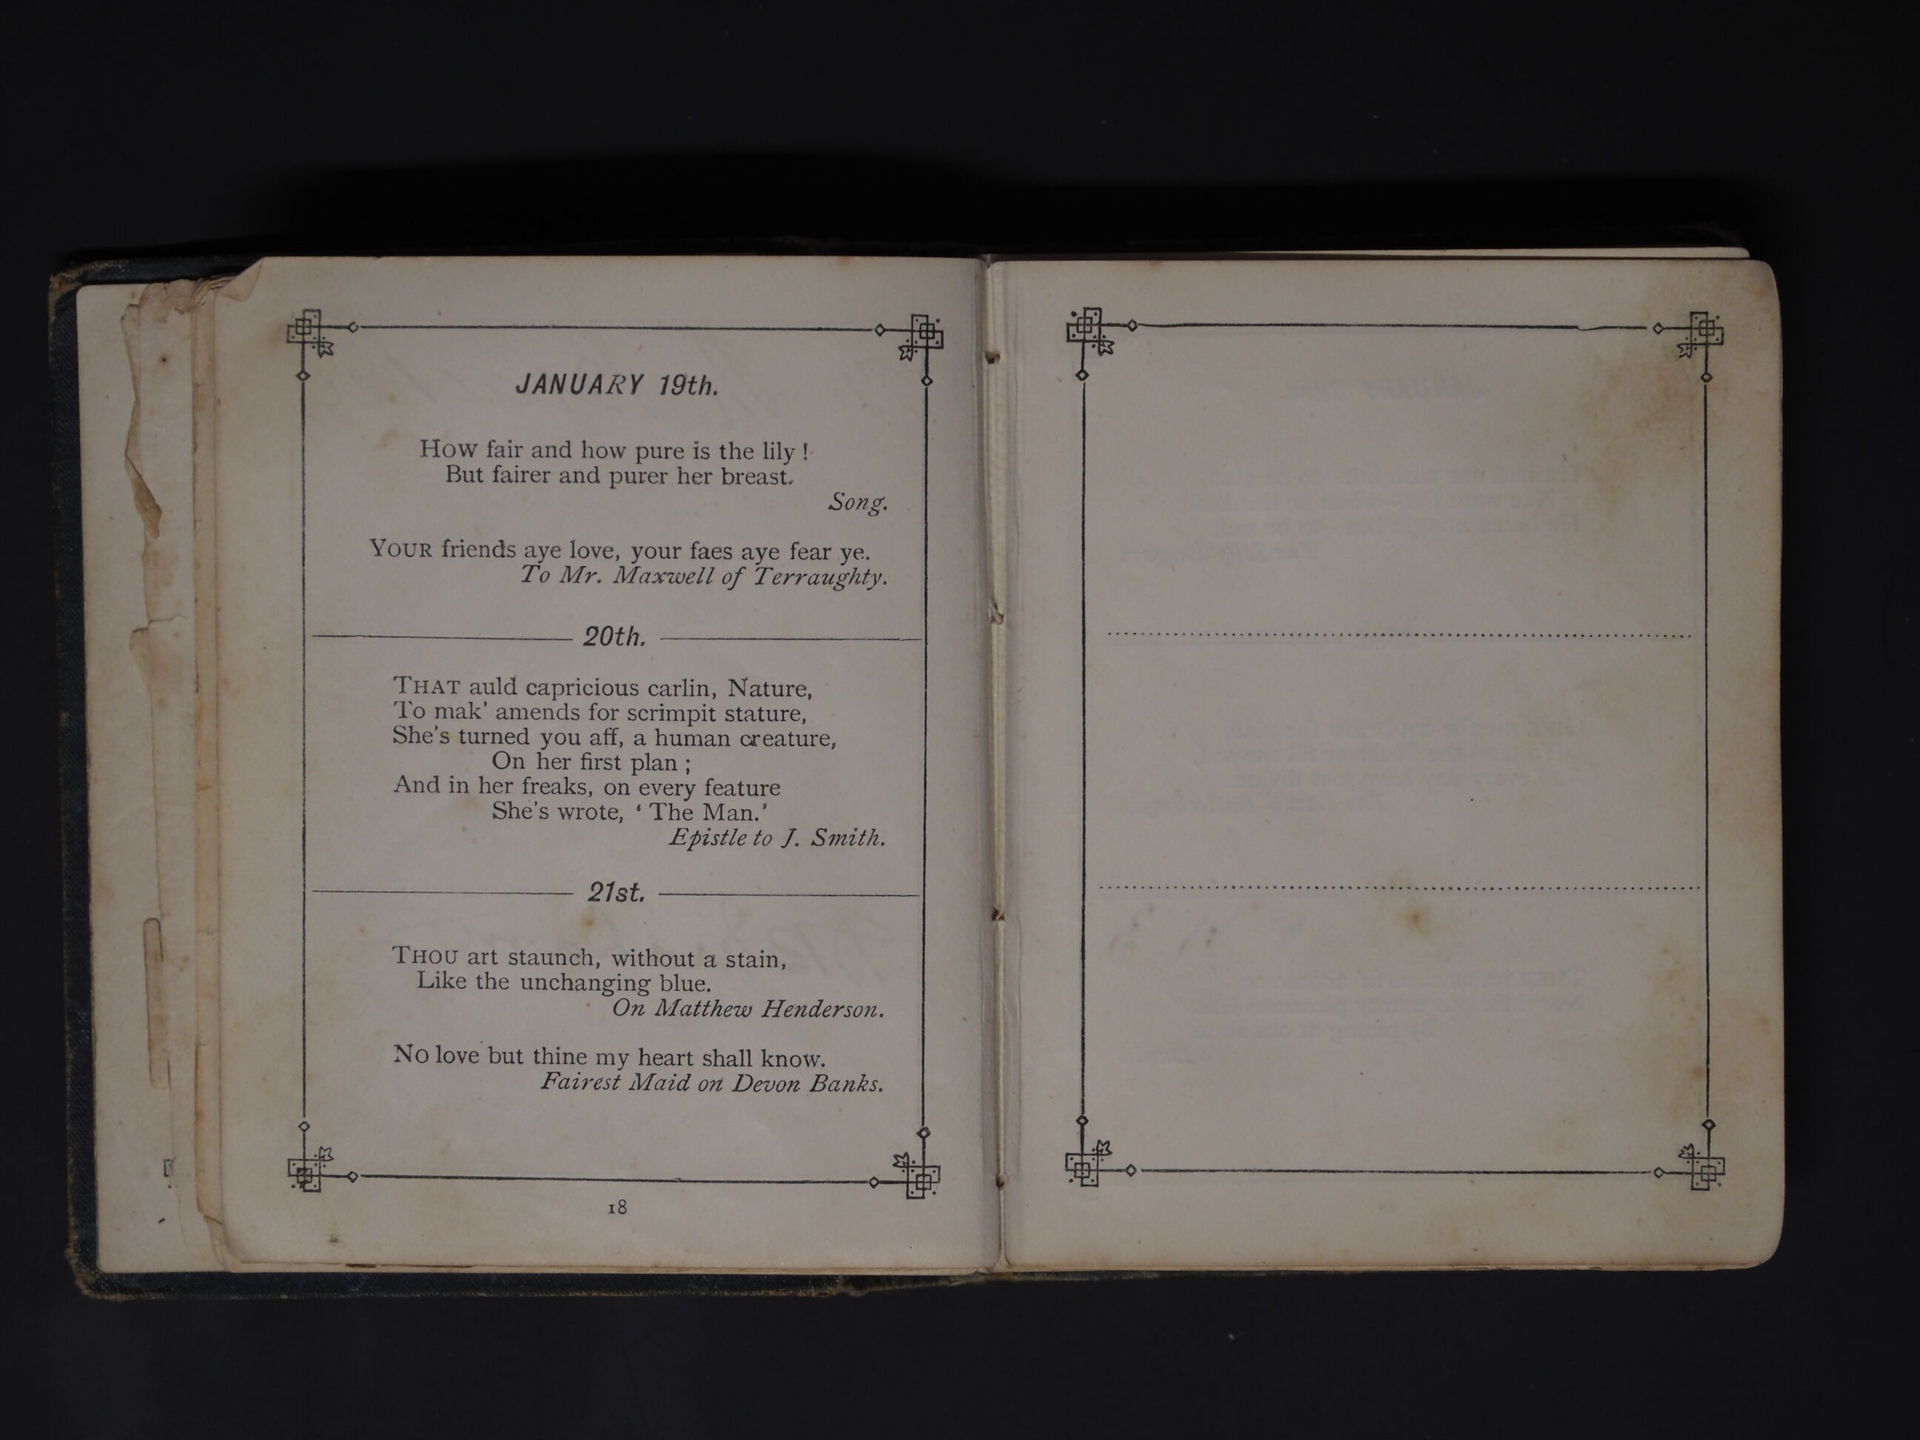 JANUARY 19th.
How fair and how pure is the lily !
But fairer and purer her breast.
Song.
YOUR friends aye love, your faes aye fear ye.
To Mr. Maxwell of Terraughty.
20th.
THAT auld capricious carlin, Nature,
To mak' amends for scrimpit stature,
She's turned you aff, a human creature,
On her first plan ;
And in her freaks, on every feature
She's wrote, ‘ The Man.’
Epistle to J. Smith.
21st.
THOU art staunch, without a stain,
Like the unchanging blue.
On Matthew Henderson.
No love but thine my heart shall know.
Fairest Maid on Devon Banks.
18